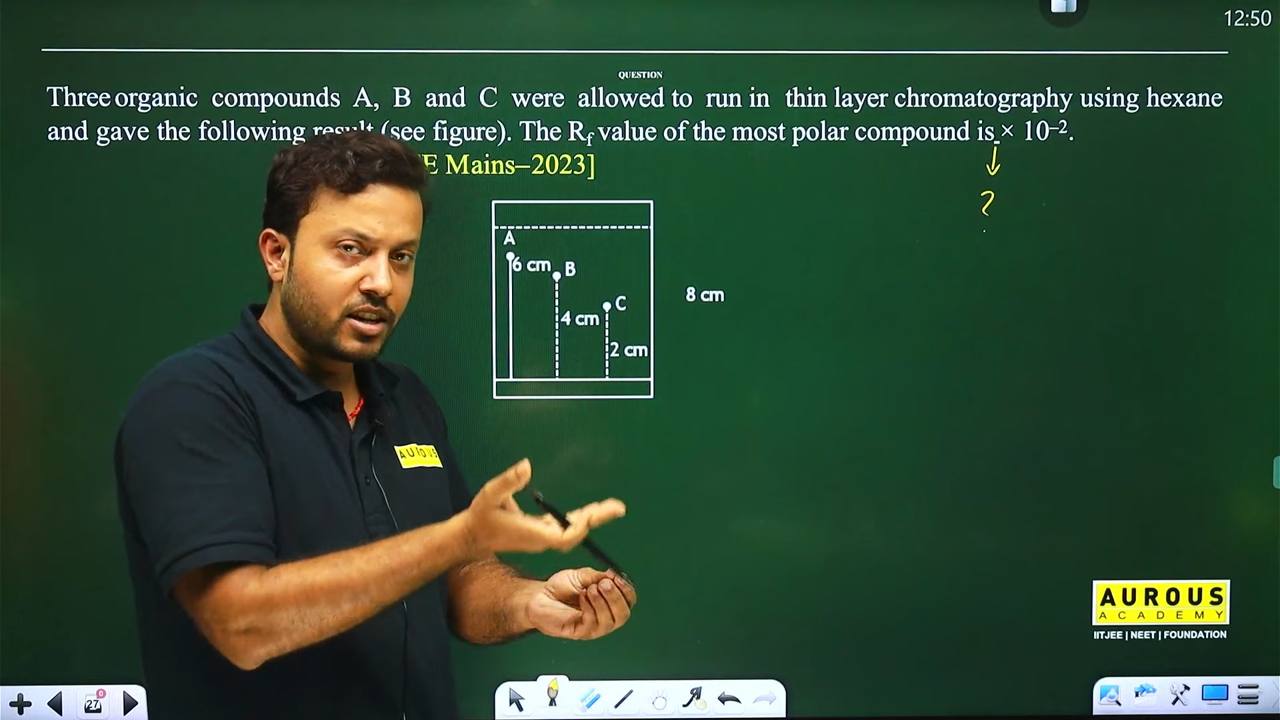 12:50
QUESTION
Three organic compounds A, B and C were allowed to run in thin layer chromatography using hexane
and gave the following result (see figure). The Rf value of the most polar compound is_× 10–2.
E Mains–2023]
?
A
6 cm B
8 cm
C
4 cm
2 cm
AUROUS
AUROUS
ACADEMY
IITJEE | NEET | FOUNDATION
27